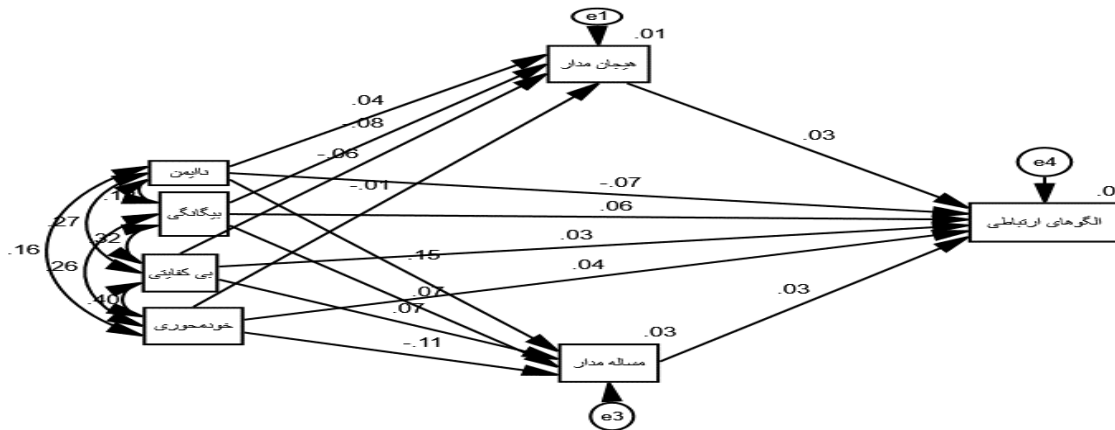 e1
.01
هیجان مدار
.04
-.08
.03
-.06
e4
-.01
-.07
.0
.06
بیگانگی
الگوهای ارتباطی
.27
.32
.03
.16
.26
.15
.04
بی کفایتی
.07
.03
.40
.07
خودمحوری
.03
-.11
مساله مدار
e3